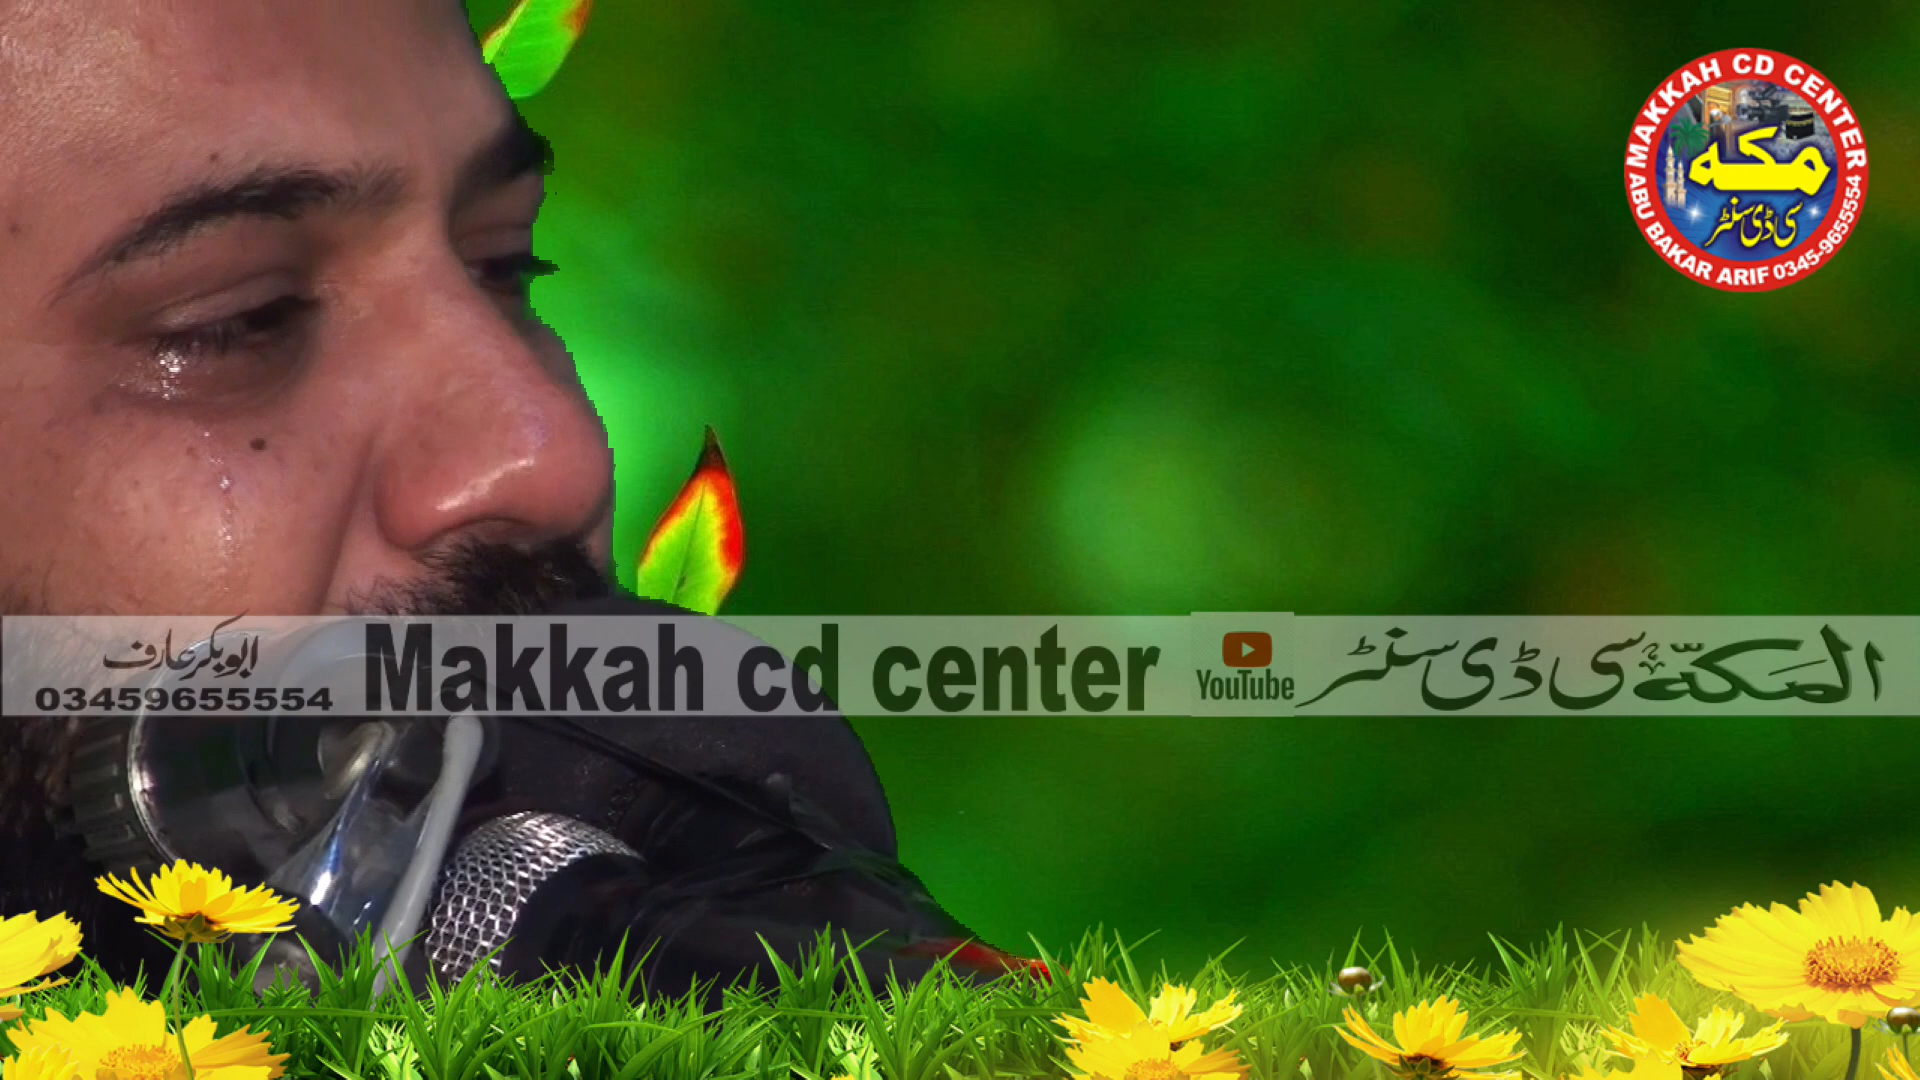 MAKKAH CD CENTER
مکہ
سی ڈی سنٹر
ABU BAKAR ARIF 0345-9655554
ابوبکر عارف
03459655554
Makkah cd center
YouTube
المکۃ سی ڈی سنٹر